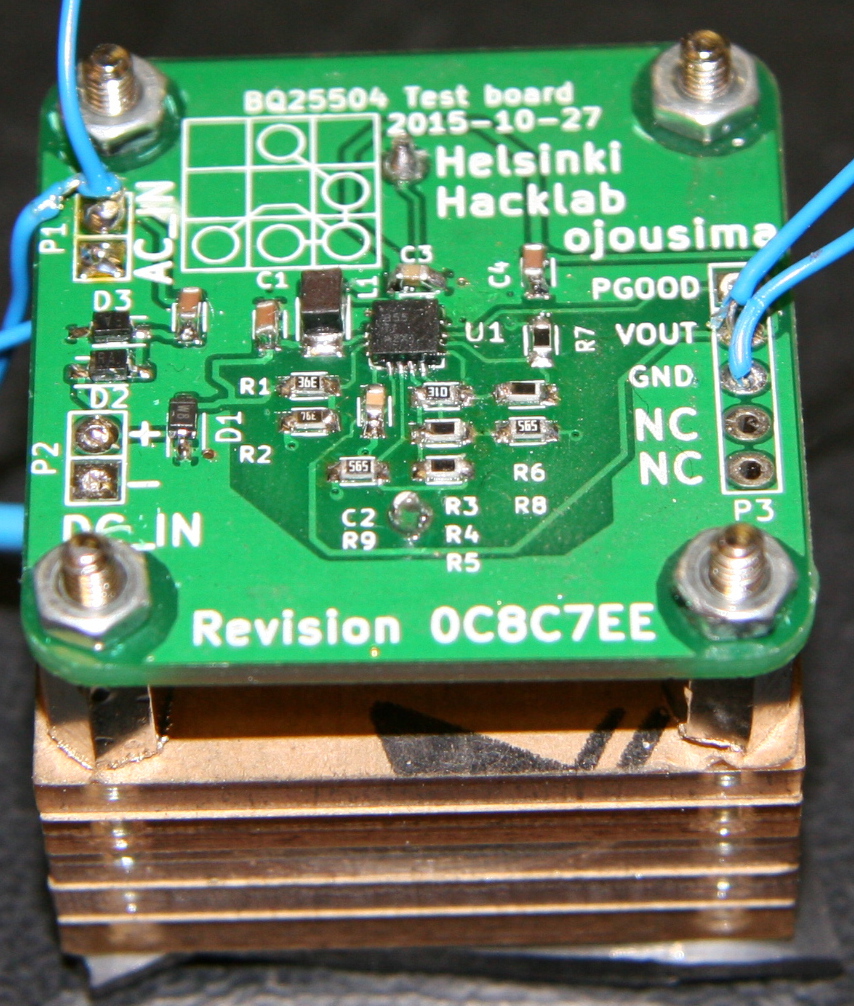 BQ25504 Test board
2015-10-27
Helsinki
Hacklab
ojousima
P1
AC_IN
C1
L1
C3
C4
PGOOD
D3
U1
R7
VOUT
R1
36E
GND
D2
76E
310
D1
NC
P2
+
R2
565
565
R6
NC
−
C2
R3
R8
P3
DC_IN
R9
R4
R5
Revision 0C8C7EE